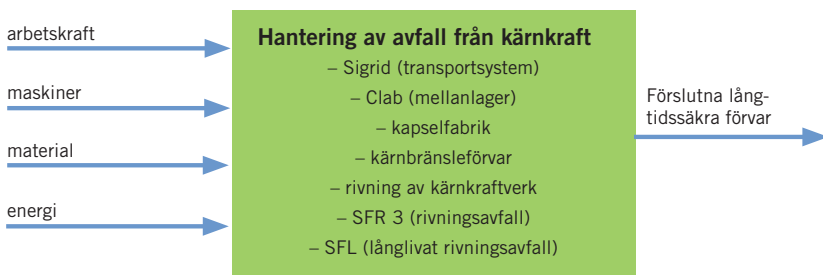 arbetskraft
maskiner
material
energi
Hantering av avfall från kärnkraft
– Sigrid (transportsystem)
– Clab (mellanlager)
– kapselfabrik
– kärnbränsleförvar
– rivning av kärnkraftverk
– SFR 3 (rivningsavfall)
– SFL (långlivat rivningsavfall)
Förslutna lång-
tidssäkra förvar